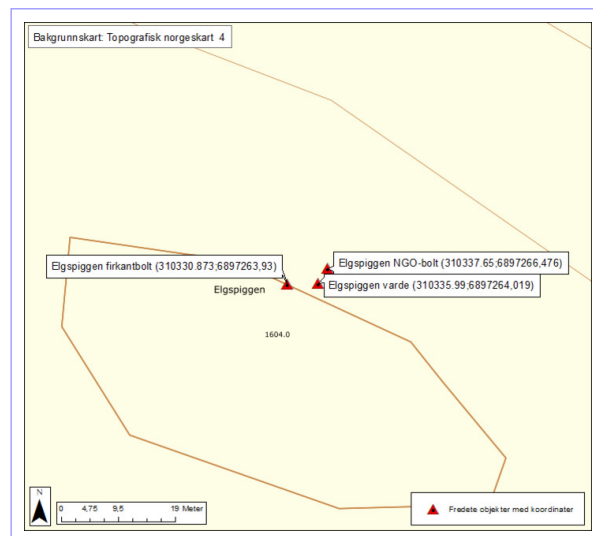 Bakgrunnskart: Topografisk norgeskart 4
Elgspiggen firkantbolt (310330.873;6897263,93)
Elgspiggen NGO-bolt (310337.65;6897266,476)
Elgspiggen varde (310335.99;6897264,019)
Elgspiggen
1604.0
N
0 4,75 9,5 19 Meter
Fredete objekter med koordinater